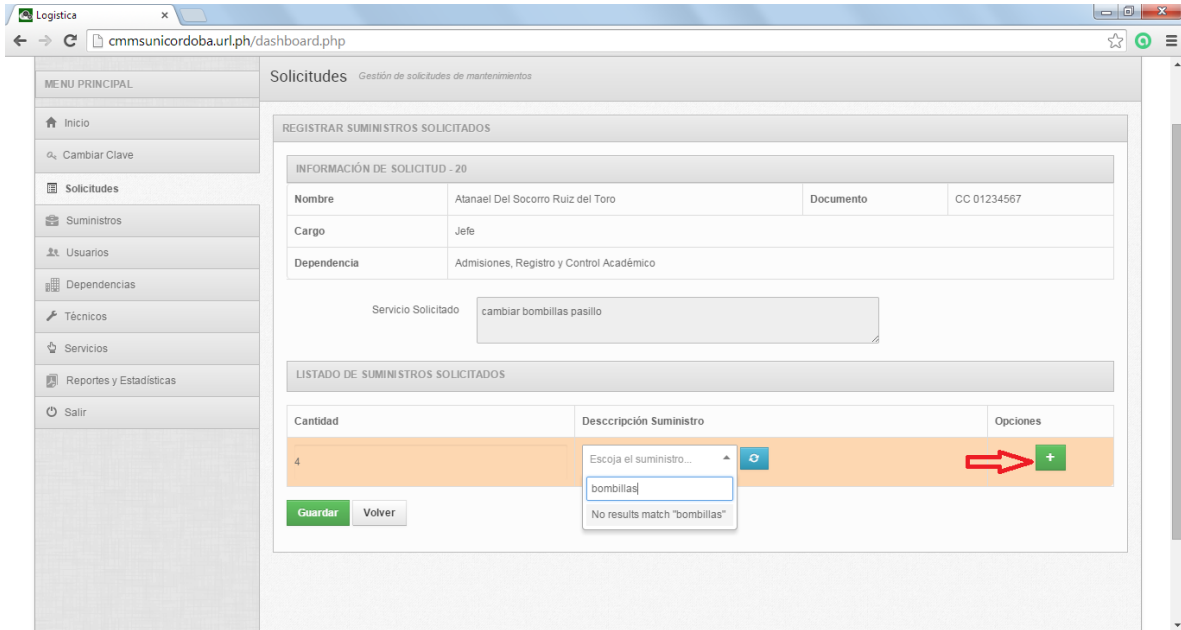 Logistica
cmmsunicordoba.url.ph/dashboard.php
MENU PRINCIPAL
Inicio
Cambiar Clave
Solicitudes
Suministros
Usuarios
Dependencias
Técnicos
Servicios
Reportes y Estadísticas
Salir
Solicitudes Gestión de solicitudes de mantenimientos
REGISTRAR SUMINISTROS SOLICITADOS
INFORMACIÓN DE SOLICITUD - 20
Nombre Atanael Del Socorro Ruiz del Toro Documento CC 01234567
Cargo Jefe
Dependencia Admisiones, Registro y Control Académico
Servicio Solicitado cambiar bombillas pasillo
LISTADO DE SUMINISTROS SOLICITADOS
Cantidad Desccripción Suministro Opciones
4 Escoja el suministro...
bombillas
No results match "bombillas"
Guardar Volver